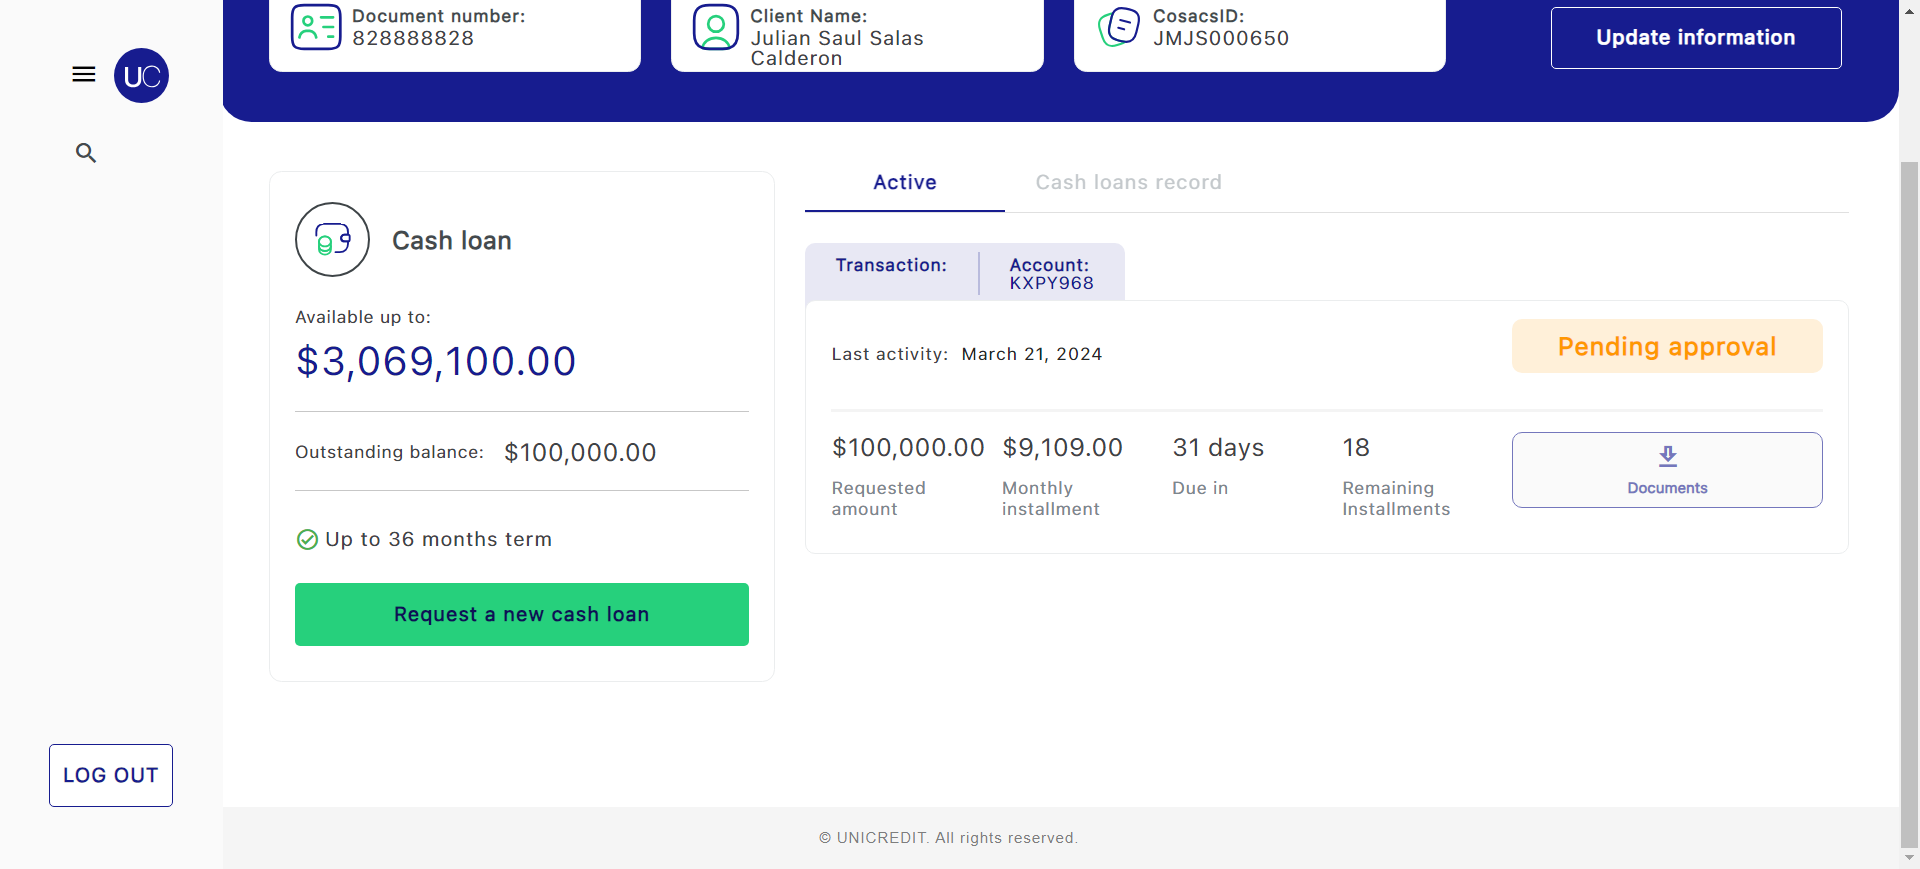 Document number:
828888828
Client Name:
Julian Saul Salas
Calderon
CosacsID:
JMJS000650
Update information
UC
Active
Cash loans record
Cash loan
Transaction:
Account:
KXPY968
Available up to:
$3,069,100.00
Last activity: March 21, 2024
Pending approval
Outstanding balance: $100,000.00
$100,000.00
Requested
amount
$9,109.00
Monthly
installment
31 days
Due in
18
Remaining
Installments
Documents
Up to 36 months term
Request a new cash loan
LOG OUT
© UNICREDIT. All rights reserved.